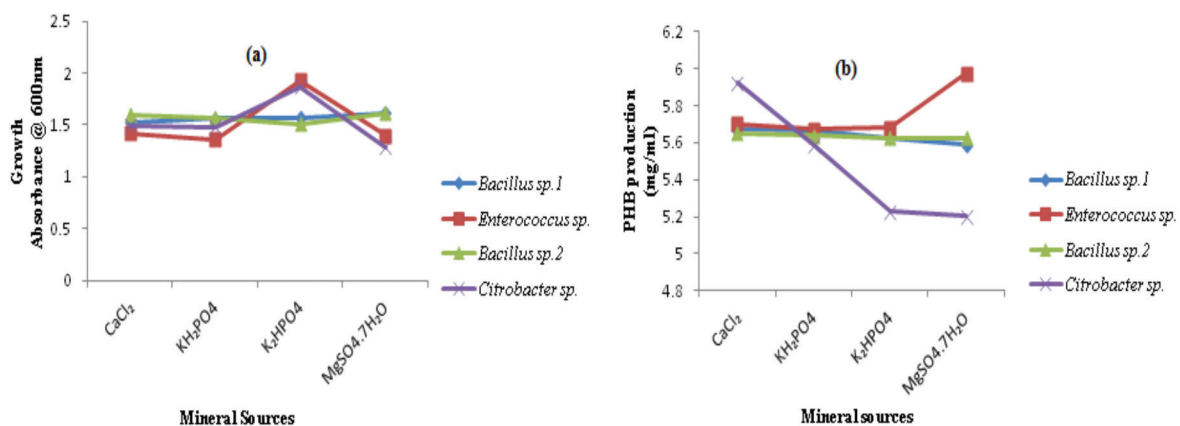 (a)
Growth
Absorbance @ 600nm
2.5
2
1.5
1
0.5
0
CaCl₂
KH₂PO4
K₂HPO4
MgSO4.7H₂O
Mineral Sources
Bacillus sp.1
Enterococcus sp.
Bacillus sp.2
Citrobacter sp.
(b)
PHB production
(mg/ml)
6.2
6
5.8
5.6
5.4
5.2
5
4.8
CaCl₂
KH₂PO4
K₂HPO4
MgSO4.7H₂O
Mineral sources
Bacillus sp.1
Enterococcus sp.
Bacillus sp.2
Citrobacter sp.